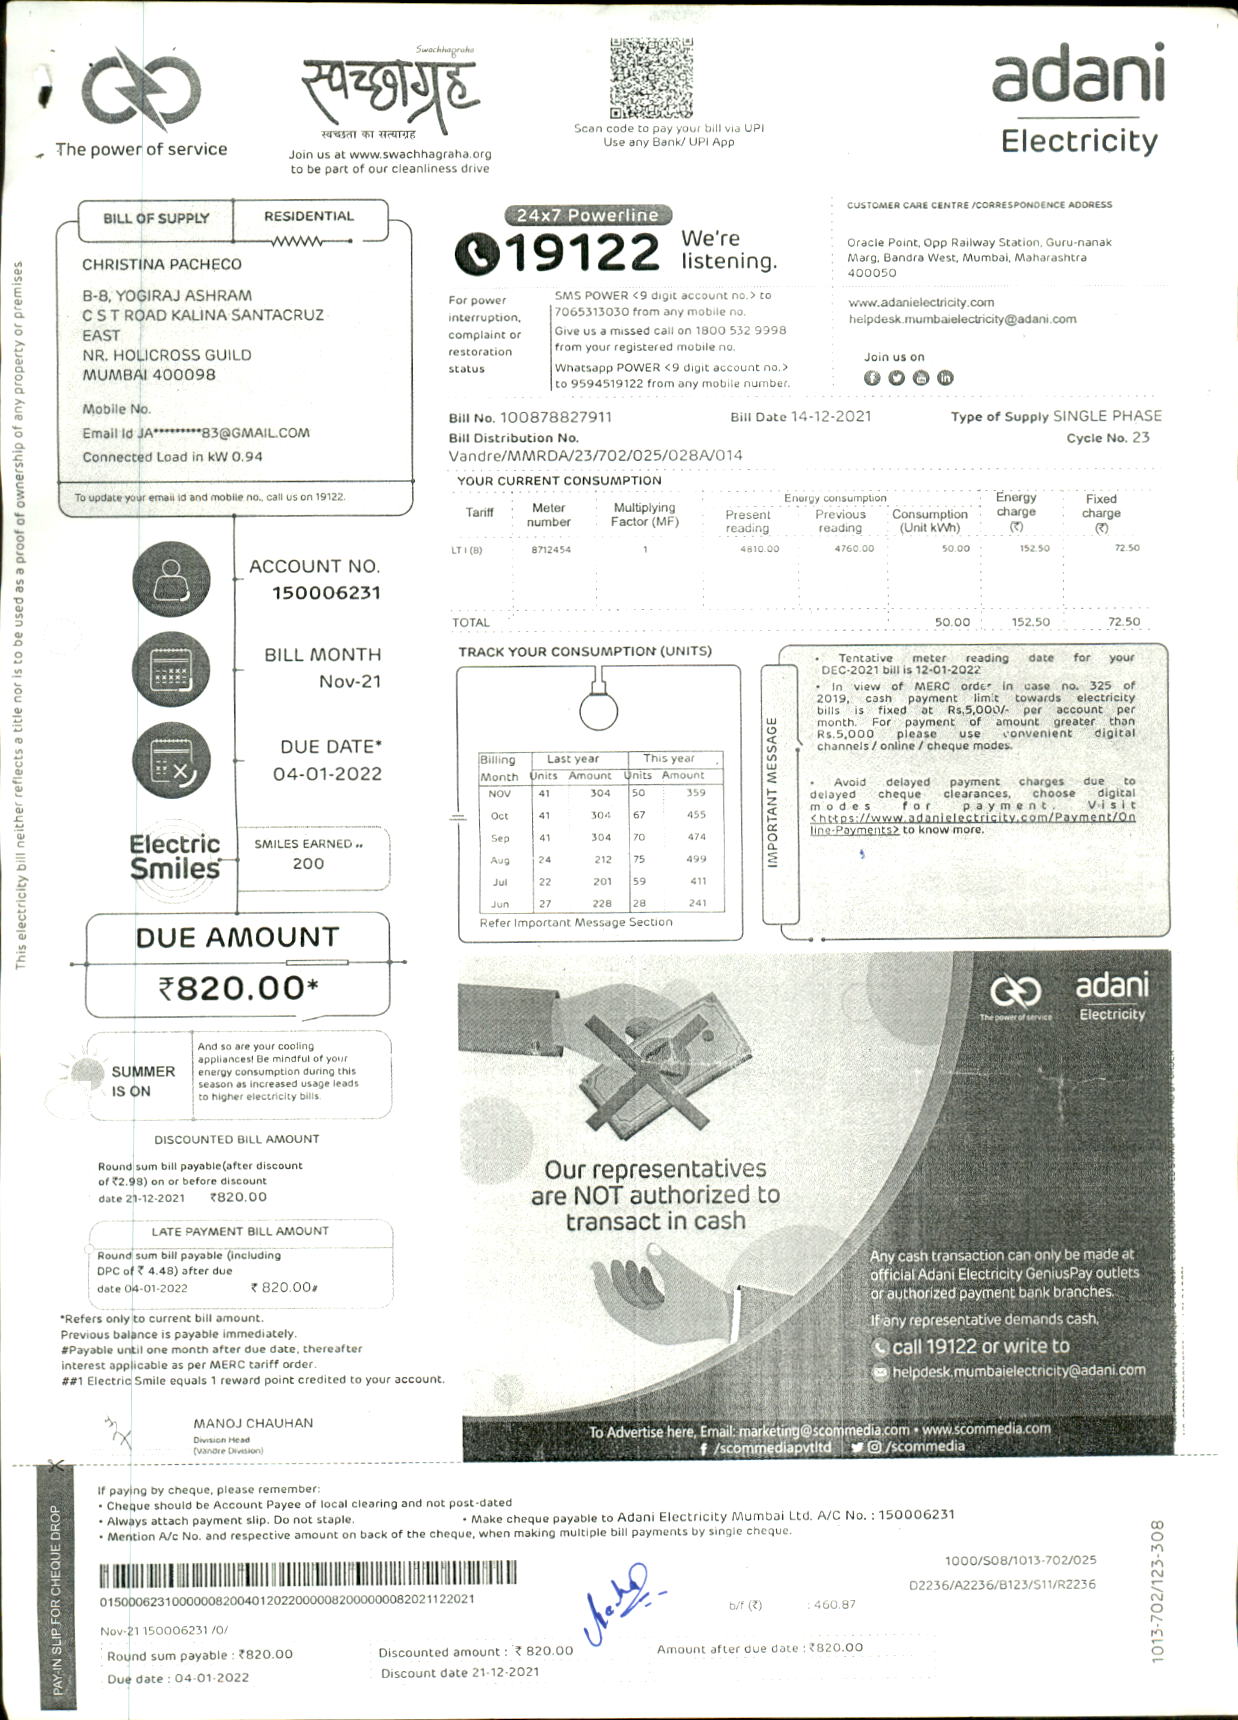 The power of service
Swachhagraha
स्वच्छाग्रह
स्वच्छता का सत्याग्रह
Join us at www.swachhagraha.org
to be part of our cleanliness drive
Scan code to pay your bill via UPI
Use any Bank/ UPI App
adani
Electricity
This electricity bill neither reflects a title nor is to be used as a proof of ownership of any property or premises
BILL OF SUPPLY
RESIDENTIAL
CHRISTINA PACHECO
B-8, YOGIRAJ ASHRAM
C S T ROAD KALINA SANTACRUZ
EAST
NR. HOLICROSS GUILD
MUMBAI 400098
Mobile No.
Email Id JA*********83@GMAIL.COM
Connected Load in kW 0.94
To update your email id and mobile no., call us on 19122.
24x7 Powerline
19122 We're listening.
For power interruption, complaint or restoration status
SMS POWER <9 digit account no.> to
7065313030 from any mobile no.
Give us a missed call on 1800 532 9998
from your registered mobile no.
Whatsapp POWER <9 digit account no.>
to 9594519122 from any mobile number.
CUSTOMER CARE CENTRE /CORRESPONDENCE ADDRESS
Oracle Point, Opp Railway Station, Guru-nanak
Marg, Bandra West, Mumbai, Maharashtra
400050
www.adanielectricity.com
helpdesk.mumbaielectricity@adani.com
Join us on
Bill No. 100878827911 Bill Date 14-12-2021 Type of Supply SINGLE PHASE
Bill Distribution No. Cycle No. 23
Vandre/MMRDA/23/702/025/028A/014
YOUR CURRENT CONSUMPTION
Tariff Meter number Multiplying Factor (MF) Energy consumption Present reading Previous reading Consumption (Unit kWh) Energy charge (₹) Fixed charge (₹)
LT I (B) 8712454 1 4810.00 4760.00 50.00 152.50 72.50
TOTAL 50.00 152.50 72.50
ACCOUNT NO.
150006231
BILL MONTH
Nov-21
DUE DATE*
04-01-2022
Electric
Smiles
SMILES EARNED ,,
200
DUE AMOUNT
₹820.00*
SUMMER
IS ON
And so are your cooling
appliances! Be mindful of your
energy consumption during this
season as increased usage leads
to higher electricity bills.
DISCOUNTED BILL AMOUNT
Round sum bill payable(after discount
of ₹2.98) on or before discount
date 21-12-2021 ₹820.00
LATE PAYMENT BILL AMOUNT
Round sum bill payable (including
DPC of ₹ 4.48) after due
date 04-01-2022 ₹ 820.00#
*Refers only to current bill amount.
Previous balance is payable immediately.
#Payable until one month after due date, thereafter
interest applicable as per MERC tariff order.
##1 Electric Smile equals 1 reward point credited to your account.
MANOJ CHAUHAN
Division Head
(Vandre Division)
TRACK YOUR CONSUMPTION (UNITS)
Billing Last year This year
Month Units Amount Units Amount
NOV 41 304 50 359
Oct 41 304 67 455
Sep 41 304 70 474
Aug 24 212 75 499
Jul 22 201 59 411
Jun 27 228 28 241
Refer Important Message Section
IMPORTANT MESSAGE
• Tentative meter reading date for your
DEC-2021 bill is 12-01-2022
• In view of MERC order in case no. 325 of
2019, cash payment limit towards electricity
bills is fixed at Rs.5,000/- per account per
month. For payment of amount greater than
Rs.5,000 please use convenient digital
channels / online / cheque modes.
• Avoid delayed payment charges due to
delayed cheque clearances, choose digital
modes for payment. Visit
<https://www.adanielectricity.com/Payment/On
line-Payments> to know more.
The power of service
adani
Electricity
Our representatives
are NOT authorized to
transact in cash
Any cash transaction can only be made at
official Adani Electricity GeniusPay outlets
or authorized payment bank branches.
If any representative demands cash,
call 19122 or write to
helpdesk.mumbaielectricity@adani.com
To Advertise here, Email: marketing@scommedia.com • www.scommedia.com
/scommediapvtltd /scommedia
PAY-IN SLIP FOR CHEQUE DROP
If paying by cheque, please remember:
• Cheque should be Account Payee of local clearing and not post-dated
• Always attach payment slip. Do not staple. • Make cheque payable to Adani Electricity Mumbai Ltd. A/C No. : 150006231
• Mention A/c No. and respective amount on back of the cheque, when making multiple bill payments by single cheque.
1000/S08/1013-702/025
D2236/A2236/B123/S11/R2236
b/f (₹) : 460.87
Nov-21 150006231 /0/
Round sum payable : ₹820.00 Discounted amount : ₹ 820.00 Amount after due date : ₹820.00
Due date : 04-01-2022 Discount date 21-12-2021
1013-702/123-308